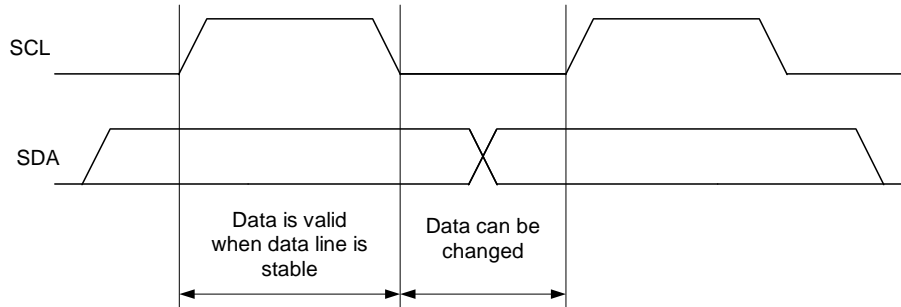 SCL
SDA
Data is valid
when data line is
stable
Data can be
changed